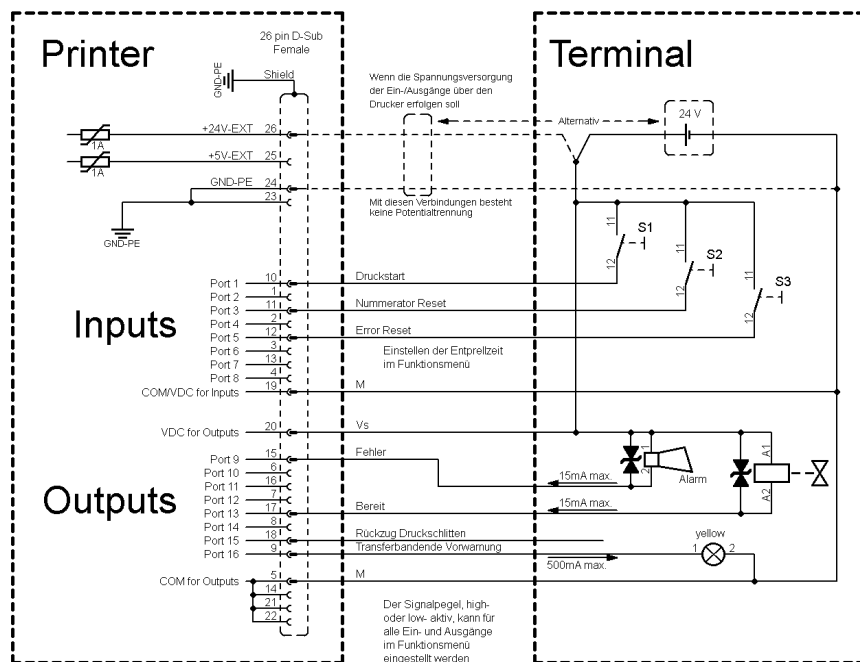 Printer
26 pin D-Sub
Female
Terminal
GND-PE
Shield
Wenn die Spannungsversorgung
der Ein-/Ausgänge über den
Drucker erfolgen soll
Alternativ
24 V
+24V-EXT 26
1A
+5V-EXT 25
1A
GND-PE 24
23
GND-PE
Mit diesen Verbindungen besteht
keine Potentialtrennung
11 S1
12
11 S2
12
11 S3
12
Inputs
Port 1 10 Druckstart
Port 2 1
Port 3 11 Nummerator Reset
Port 4 2
Port 5 12 Error Reset
Port 6 3
Port 7 13
Port 8 4
Einstellen der Entprellzeit
im Funktionsmenü
COM/VDC for Inputs 19 M
VDC for Outputs 20 Vs
Outputs
Port 9 15 Fehler
Port 10 6
Port 11 16
Port 12 7
Port 13 17 Bereit
Port 14 8
Port 15 18 Rückzug Druckschlitten
Port 16 9 Transferbandende Vorwarnung
1
2
Alarm
A1
A2
15mA max.
15mA max.
yellow
1 2
500mA max.
COM for Outputs 5 M
14
21
22
Der Signalpegel, high-
oder low- aktiv, kann für
alle Ein- und Ausgänge
im Funktionsmenü
eingestellt werden